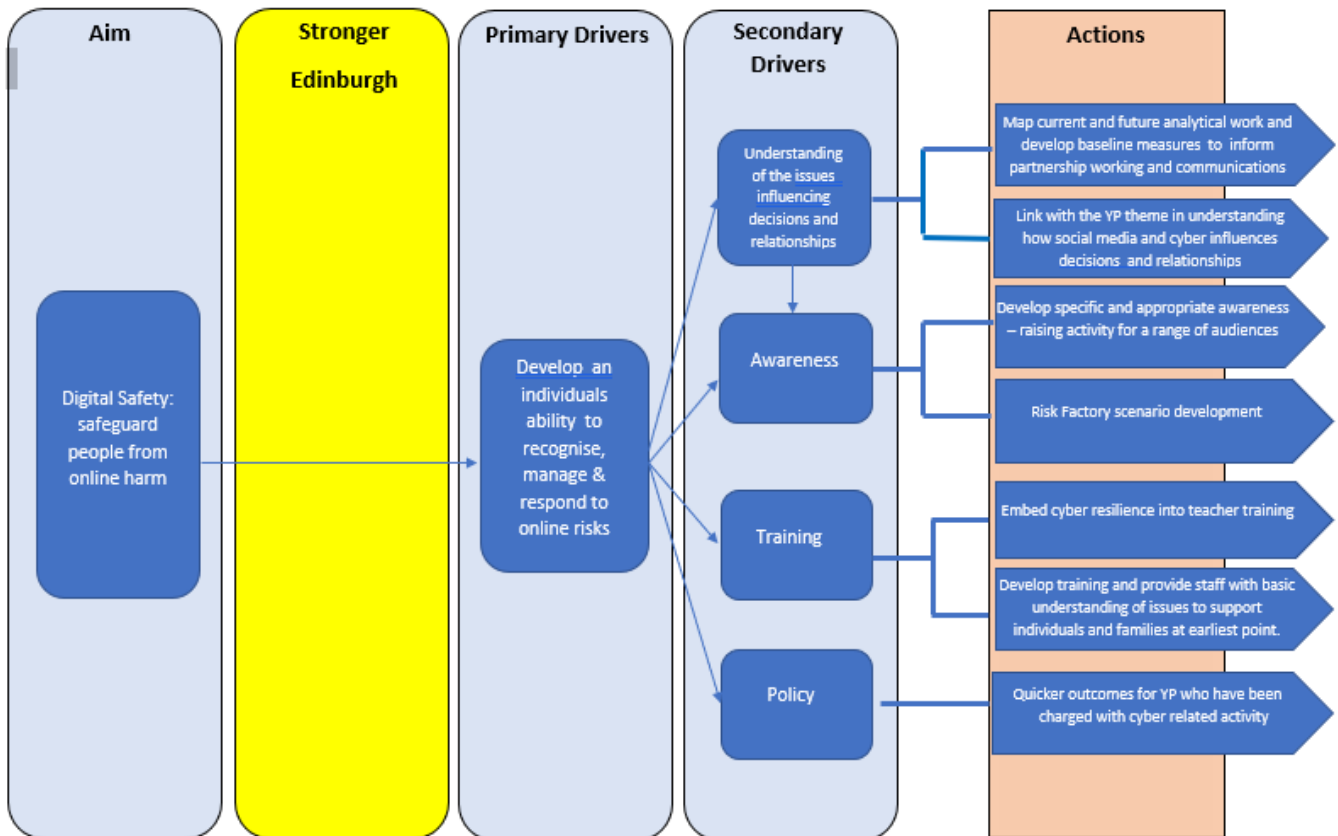 Aim
Stronger
Edinburgh
Primary Drivers
Secondary
Drivers
Actions
Digital Safety:
safeguard
people from
online harm
Develop an
individuals
ability to
recognise,
manage &
respond to
online risks
Understanding
of the issues
influencing
decisions and
relationships
Awareness
Training
Policy
Map current and future analytical work and
develop baseline measures to inform
partnership working and communications
Link with the YP theme in understanding
how social media and cyber influences
decisions and relationships
Develop specific and appropriate awareness
– raising activity for a range of audiences
Risk Factory scenario development
Embed cyber resilience into teacher training
Develop training and provide staff with basic
understanding of issues to support
individuals and families at earliest point.
Quicker outcomes for YP who have been
charged with cyber related activity